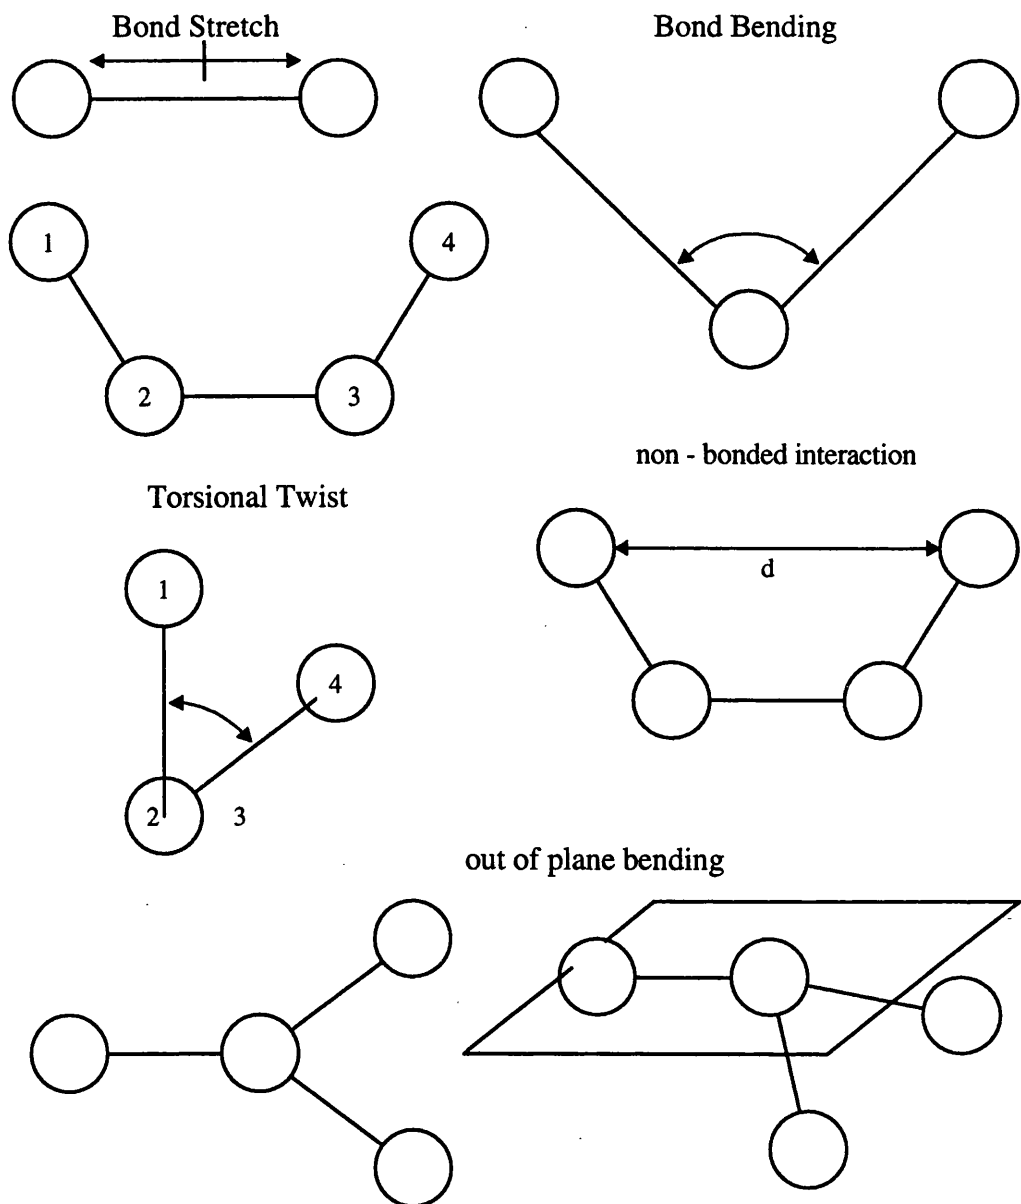 Bond Stretch
Bond Bending
1
4
2
3
non - bonded interaction
Torsional Twist
d
1
4
2
3
out of plane bending